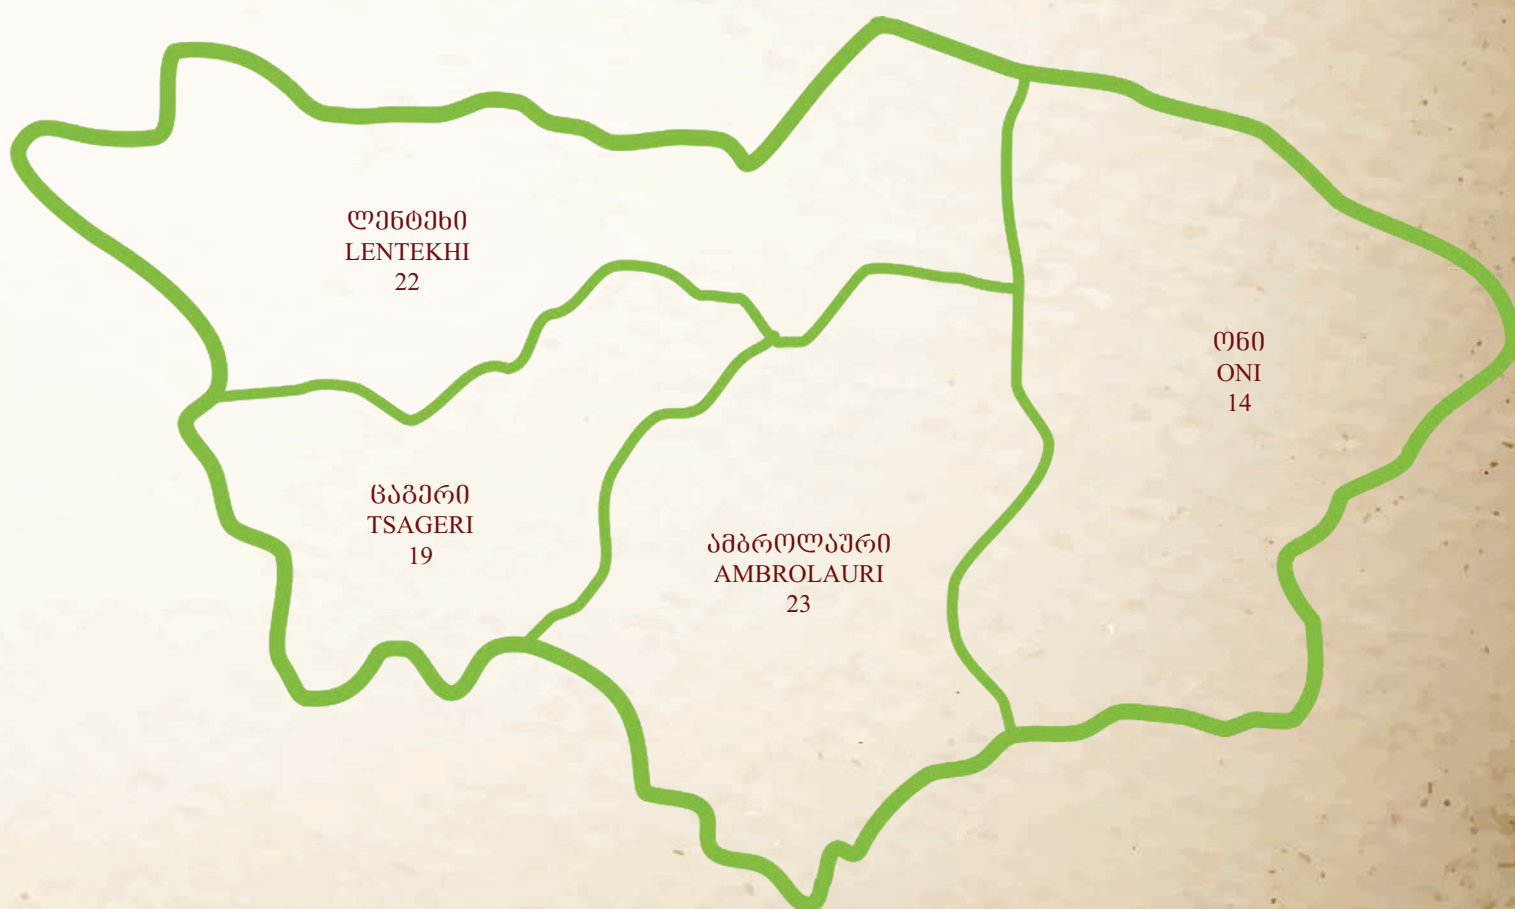 ლენტეხი
LENTEKHI
22
ონი
ONI
14
ცაგერი
TSAGERI
19
ამბროლაური
AMBROLAURI
23